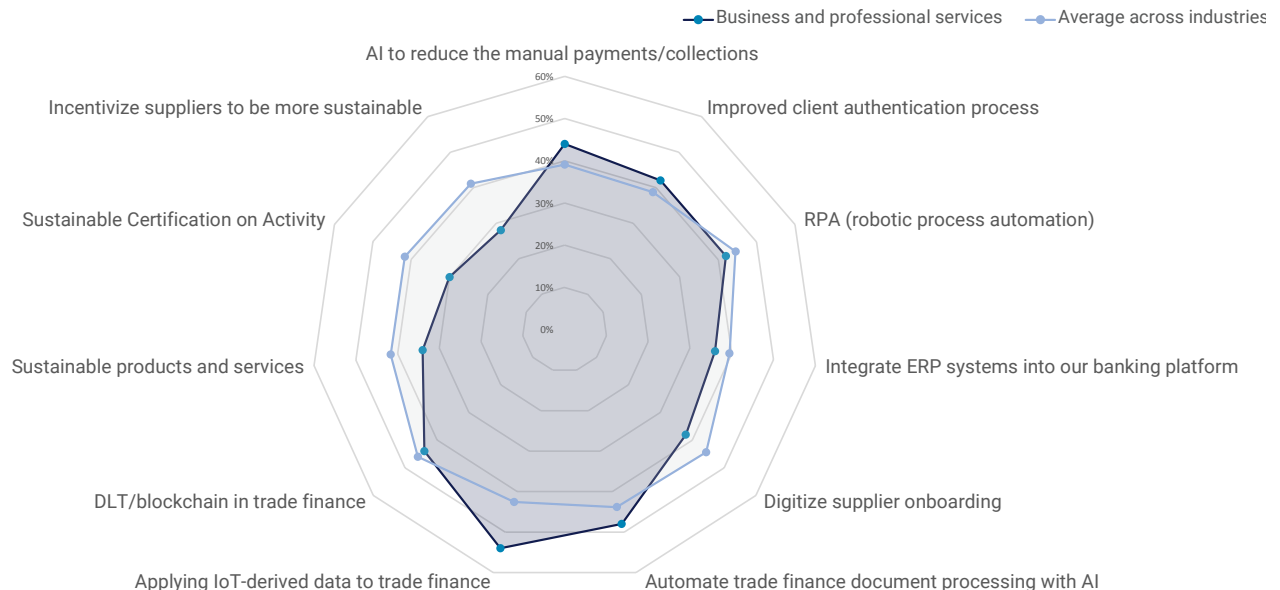 Business and professional services
Average across industries
AI to reduce the manual payments/collections
60%
Incentivize suppliers to be more sustainable
Improved client authentication process
50%
40%
30%
Sustainable Certification on Activity
RPA (robotic process automation)
20%
10%
0%
Sustainable products and services
Integrate ERP systems into our banking platform
DLT/blockchain in trade finance
Digitize supplier onboarding
Applying IoT-derived data to trade finance
Automate trade finance document processing with AI